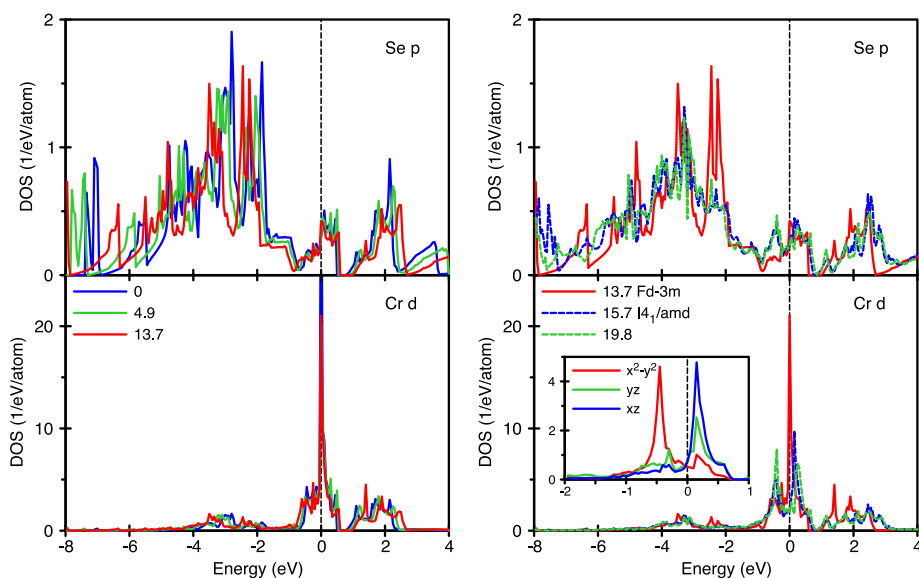 2
Se p
1
0
DOS (1/eV/atom)
0
4.9
13.7
Cr d
20
10
0
DOS (1/eV/atom)
-8 -6 -4 -2 0 2 4
Energy (eV)
2
Se p
1
0
DOS (1/eV/atom)
13.7 Fd-3m
15.7 I4₁/amd
19.8
Cr d
20
10
0
DOS (1/eV/atom)
x²-y²
yz
xz
4
2
0
-2 -1 0 1
-8 -6 -4 -2 0 2 4
Energy (eV)